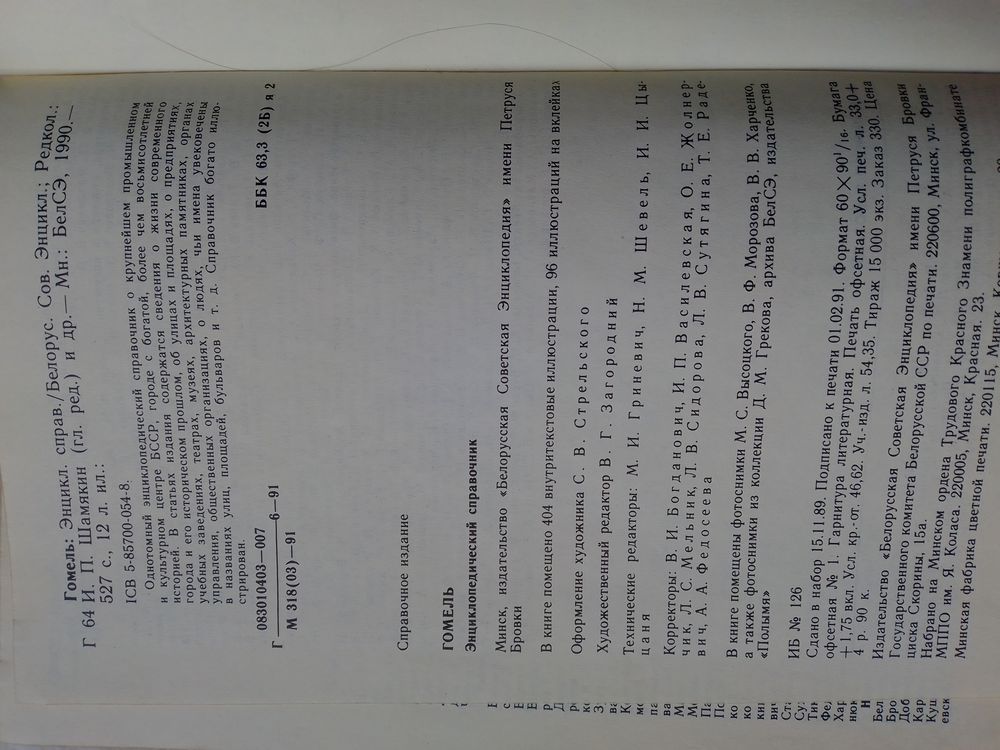 Гомель: Энцикл. справ./Белорус. Сов. Энцикл.; Редкол.:
Г 64 И. П. Шамякин (гл. ред.) и др.— Мн.: БелСЭ, 1990.—
527 с., 12 л. ил.:
ICB 5-85700-054-8.
Однотомный энциклопедический справочник о крупнейшем промышленном
и культурном центре БССР, городе с богатой, более чем восьмисотлетней
историей. В статьях издания содержатся сведения о жизни современного
города и его историческом прошлом, об улицах и площадях, о предприятиях,
учебных заведениях, театрах, музеях, архитектурных памятниках, органах
управления, общественных организациях, о людях, чьи имена увековечены
в названиях улиц, площадей, бульваров и т. д. Справочник богато иллю-
стрирован.
Г 083010403—007 6—91
М 318(03)—91
ББК 63,3 (2Б) я 2
Справочное издание
ГОМЕЛЬ
Энциклопедический справочник
Минск, издательство «Белорусская Советская Энциклопедия» имени Петруся
Бровки
В книге помещено 404 внутритекстовые иллюстрации, 96 иллюстраций на вклейках
Оформление художника С. В. Стрельского
Художественный редактор В. Г. Загородний
Технические редакторы: М. И. Гриневич, Н. М. Шевель, И. И. Цы-
цаня
Корректоры: В. И. Богданович, И. П. Василевская, О. Е. Жолнер-
чик, Л. С. Мельник, Л. В. Сидорова, Л. В. Сутягина, Т. Е. Раде-
вич, А. А. Федосеева
В книге помещены фотоснимки М. С. Высоцкого, В. Ф. Морозова, В. В. Харченко,
а также фотоснимки из коллекции Д. М. Грекова, архива БелСЭ, издательства
«Полымя»
ИБ № 126
Сдано в набор 15.11.89. Подписано к печати 01.02.91. Формат 60×90¹/₁₆. Бумага
офсетная № 1. Гарнитура литературная. Печать офсетная. Усл. печ. л. 33,0+
+1,75 вкл. Усл. кр.-от. 46,62. Уч.-изд. л. 54,35. Тираж 15 000 экз. Заказ 330. Цена
4 р. 90 к.
Издательство «Белорусская Советская Энциклопедия» имени Петруся Бровки
Государственного комитета Белорусской ССР по печати. 220600, Минск, ул. Фран-
циска Скорины, 15а.
Набрано на Минском ордена Трудового Красного Знамени полиграфкомбинате
МППО им. Я. Коласа. 220005, Минск, Красная, 23.
Минская фабрика цветной печати. 220115, Минск